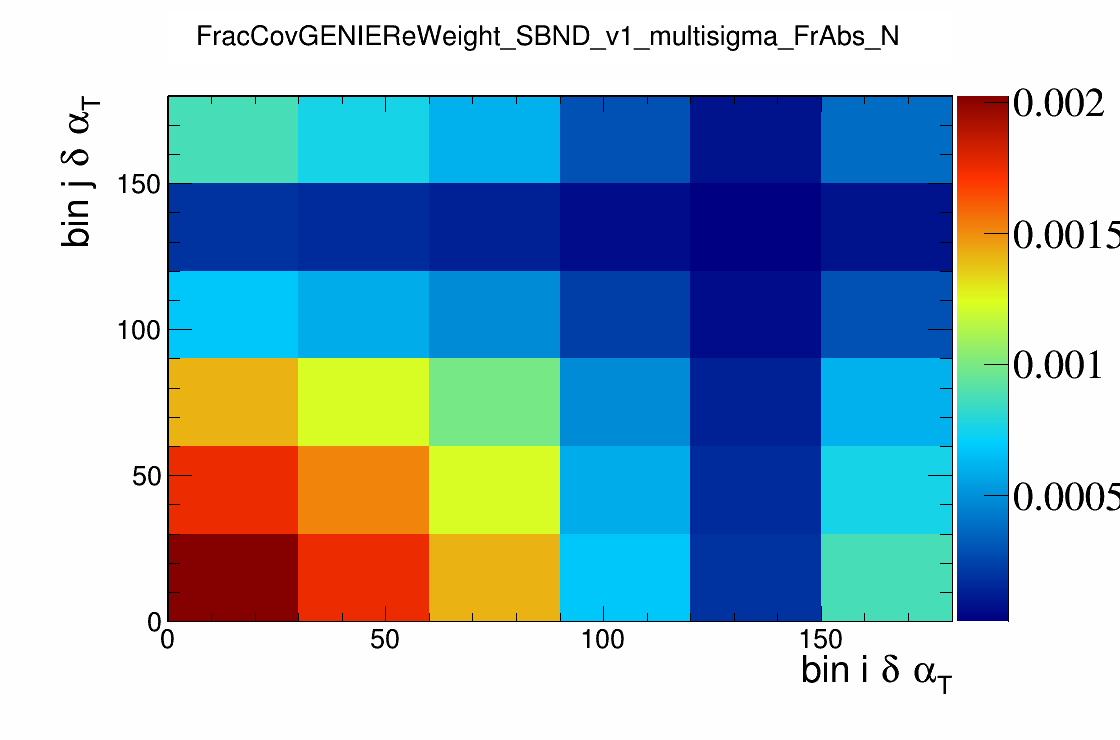 FracCovGENIEReWeight_SBND_v1_multisigma_FrAbs_N
bin j δ α_T
150
100
50
0
0 50 100 150
bin i δ α_T
0.002
0.0015
0.001
0.0005